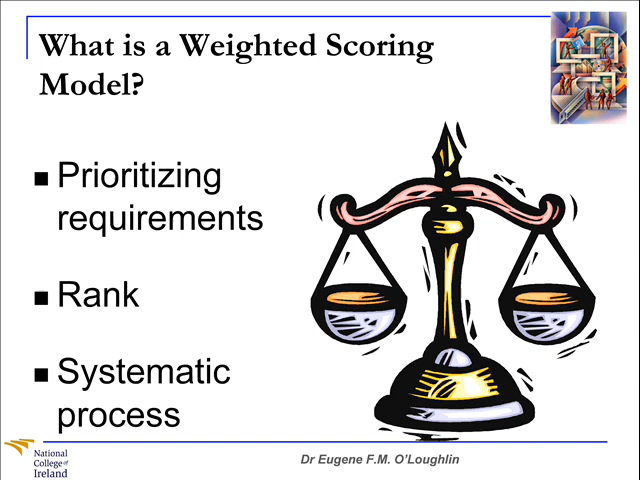 What is a Weighted Scoring
Model?
Prioritizing
requirements
Rank
Systematic
process
National
College of
Ireland
Dr Eugene F.M. O'Loughlin